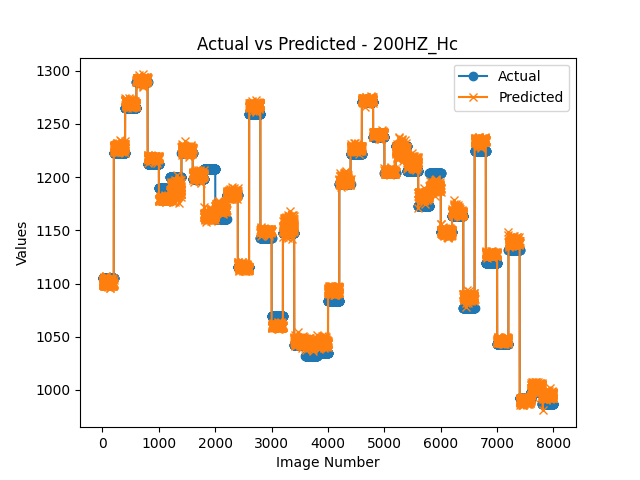 Actual vs Predicted - 200HZ_Hc
Actual
Predicted
1300
1250
1200
1150
1100
1050
1000
Values
0 1000 2000 3000 4000 5000 6000 7000 8000
Image Number